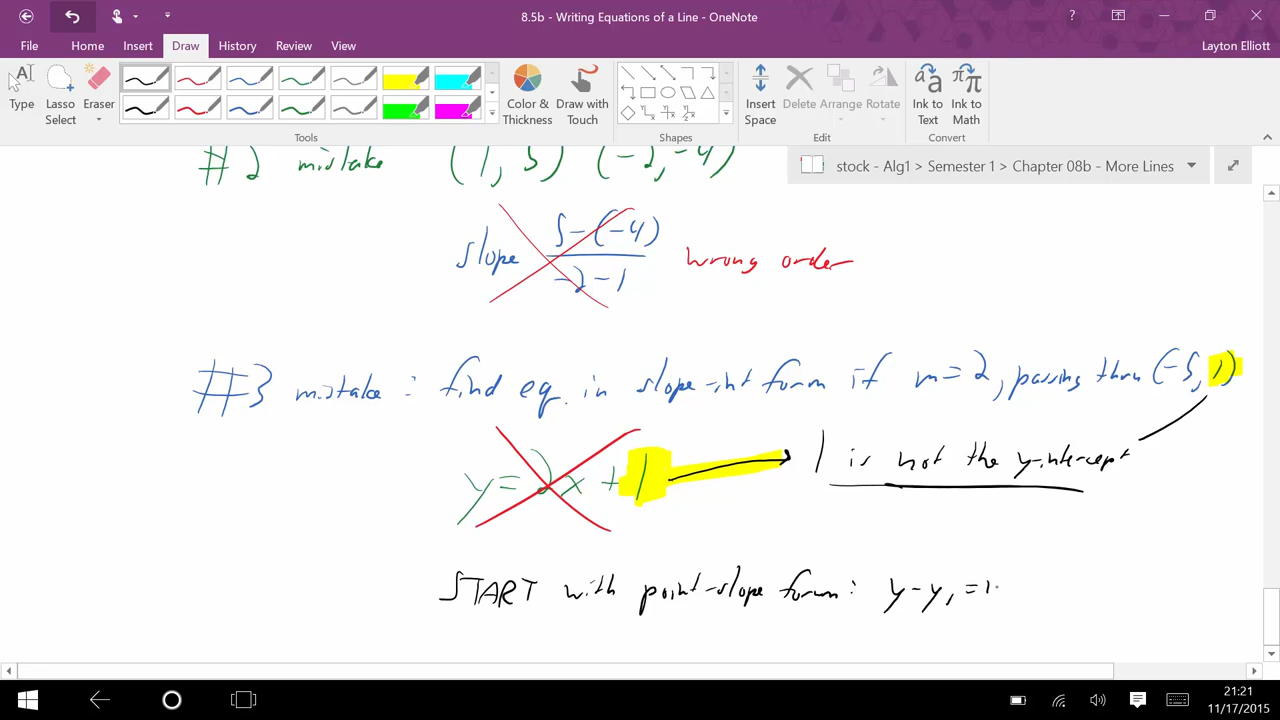 8.5b - Writing Equations of a Line - OneNote
?
File Home Insert Draw History Review View
Layton Elliott
Type Lasso Select Eraser Color & Thickness Draw with Touch Insert Space Delete Arrange Rotate Ink to Text Ink to Math
Tools Shapes Edit Convert
stock - Alg1 > Semester 1 > Chapter 08b - More Lines
#2 mistake (1, 5) (-2, -4)
slope 5-(-4) wrong order
-2-1
#3 mistake : find eq. in slope-int form if m=2, passing thru (-5, 1)
y=2x+1 1 is not the y-intercept
START with point-slope form : y-y1 =
21:21
11/17/2015